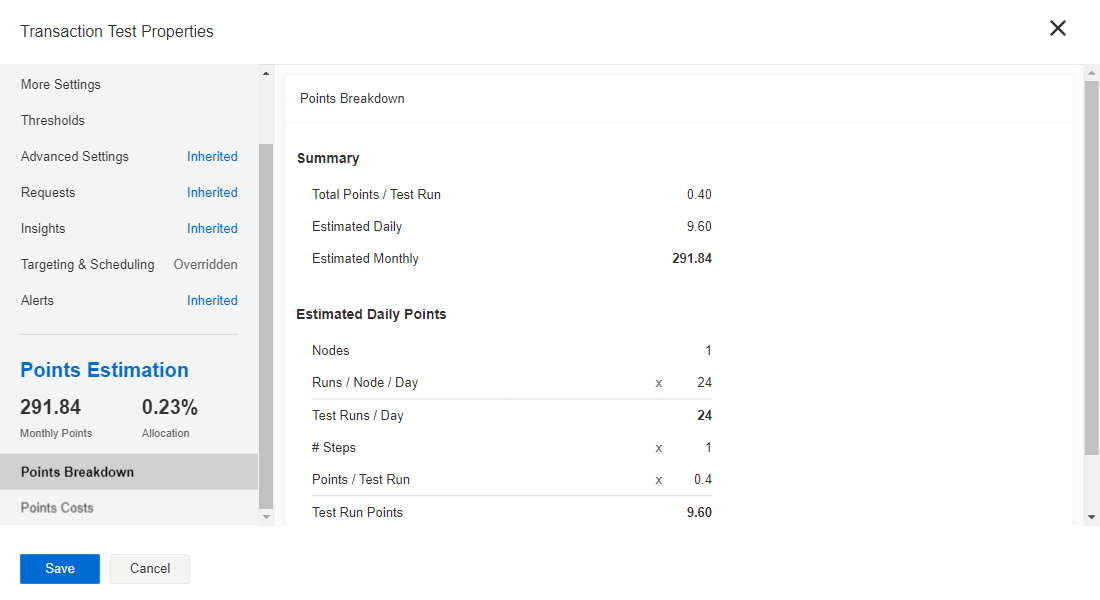 Transaction Test Properties
More Settings
Thresholds
Advanced Settings Inherited
Requests Inherited
Insights Inherited
Targeting & Scheduling Overridden
Alerts Inherited
Points Estimation
291.84 0.23%
Monthly Points Allocation
Points Breakdown
Points Costs
Points Breakdown
Summary
Total Points / Test Run 0.40
Estimated Daily 9.60
Estimated Monthly 291.84
Estimated Daily Points
Nodes 1
Runs / Node / Day x 24
Test Runs / Day 24
# Steps x 1
Points / Test Run x 0.4
Test Run Points 9.60
Save Cancel